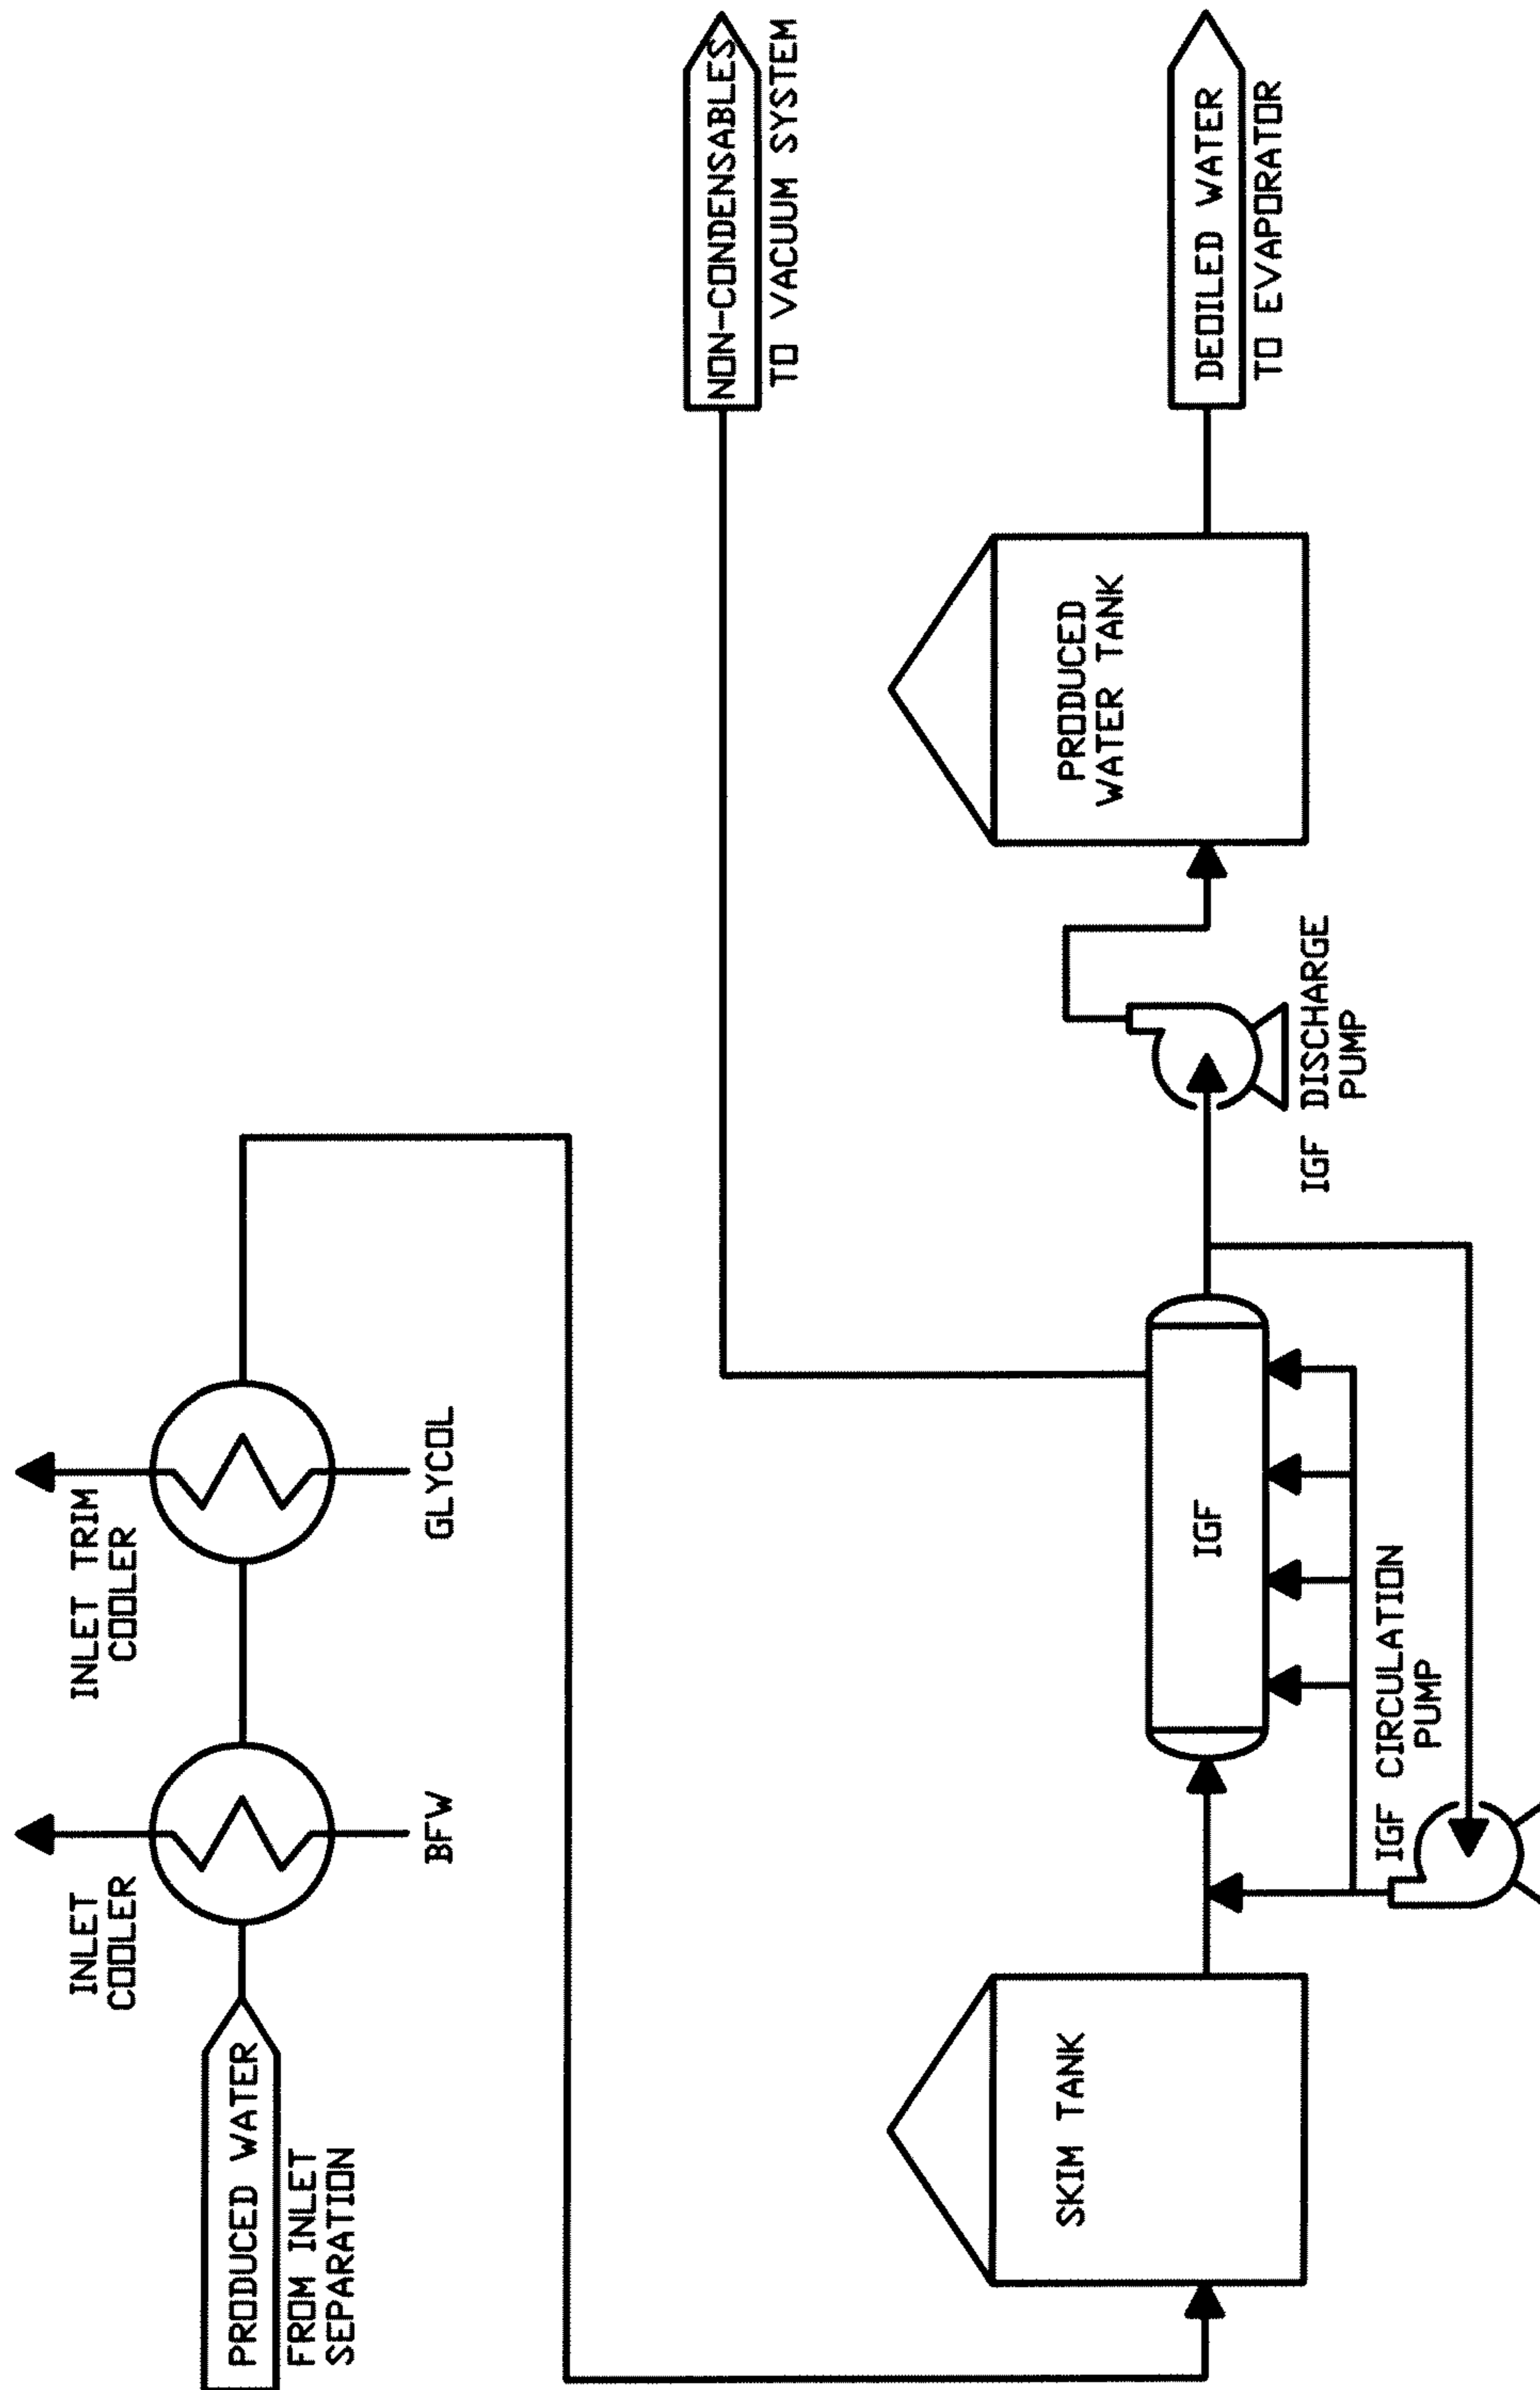 INLET
COOLER
INLET TRIM
COOLER
PRODUCED WATER
FROM INLET
SEPARATION
BFW
GLYCOL
NON-CONDENSABLES
TO VACUUM SYSTEM
SKIM TANK
IGF
PRODUCED
WATER TANK
DEOILED WATER
TO EVAPORATOR
IGF DISCHARGE
PUMP
IGF CIRCULATION
PUMP